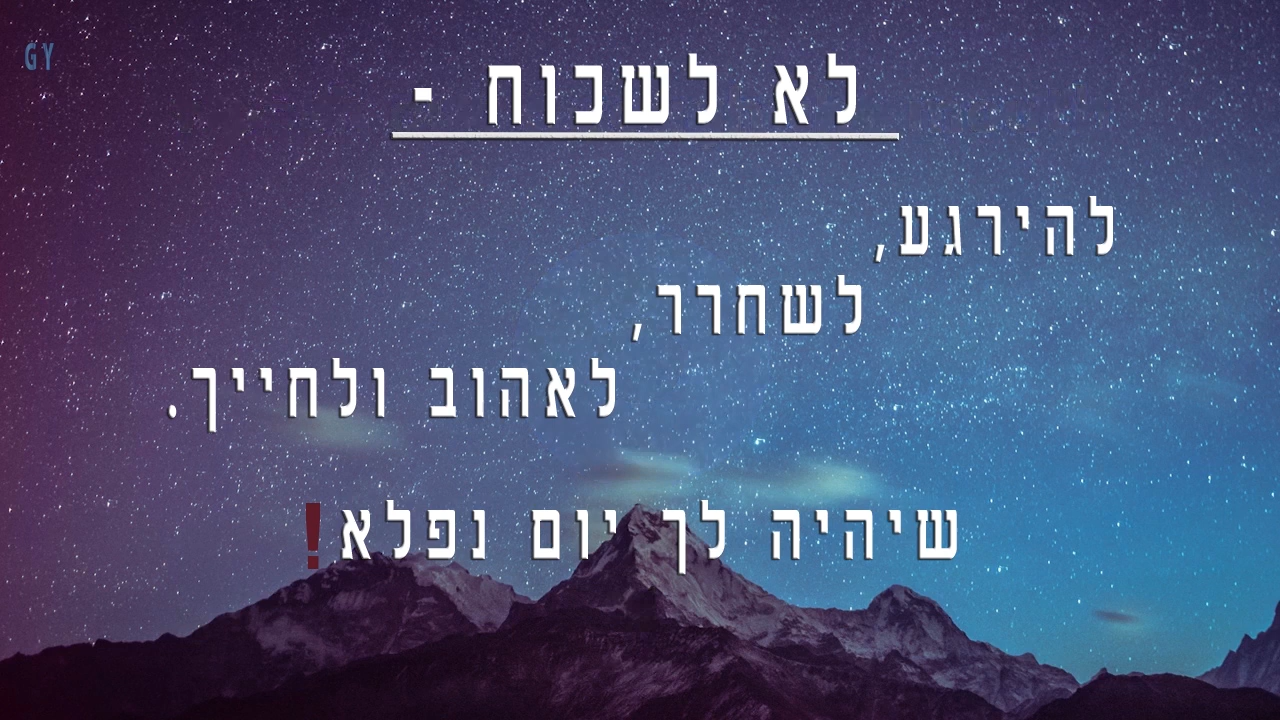 GY
לא לשכוח -
להירגע,
לשחרר,
לאהוב ולחייך.
שיהיה לך יום נפלא!